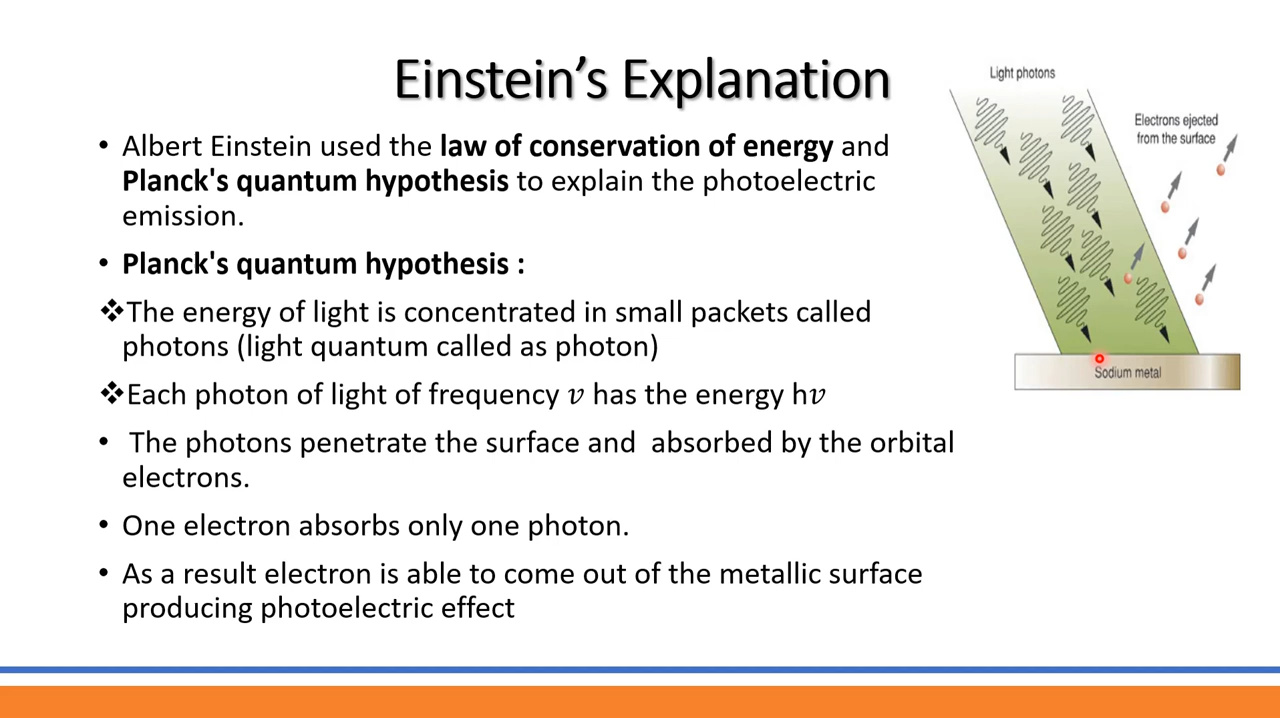 Einstein’s Explanation
• Albert Einstein used the law of conservation of energy and
Planck's quantum hypothesis to explain the photoelectric
emission.
• Planck's quantum hypothesis :
❖The energy of light is concentrated in small packets called
photons (light quantum called as photon)
❖Each photon of light of frequency 𝑣 has the energy h𝑣
• The photons penetrate the surface and  absorbed by the orbital
electrons.
• One electron absorbs only one photon.
• As a result electron is able to come out of the metallic surface
producing photoelectric effect
Light photons
Electrons ejected
from the surface
Sodium metal